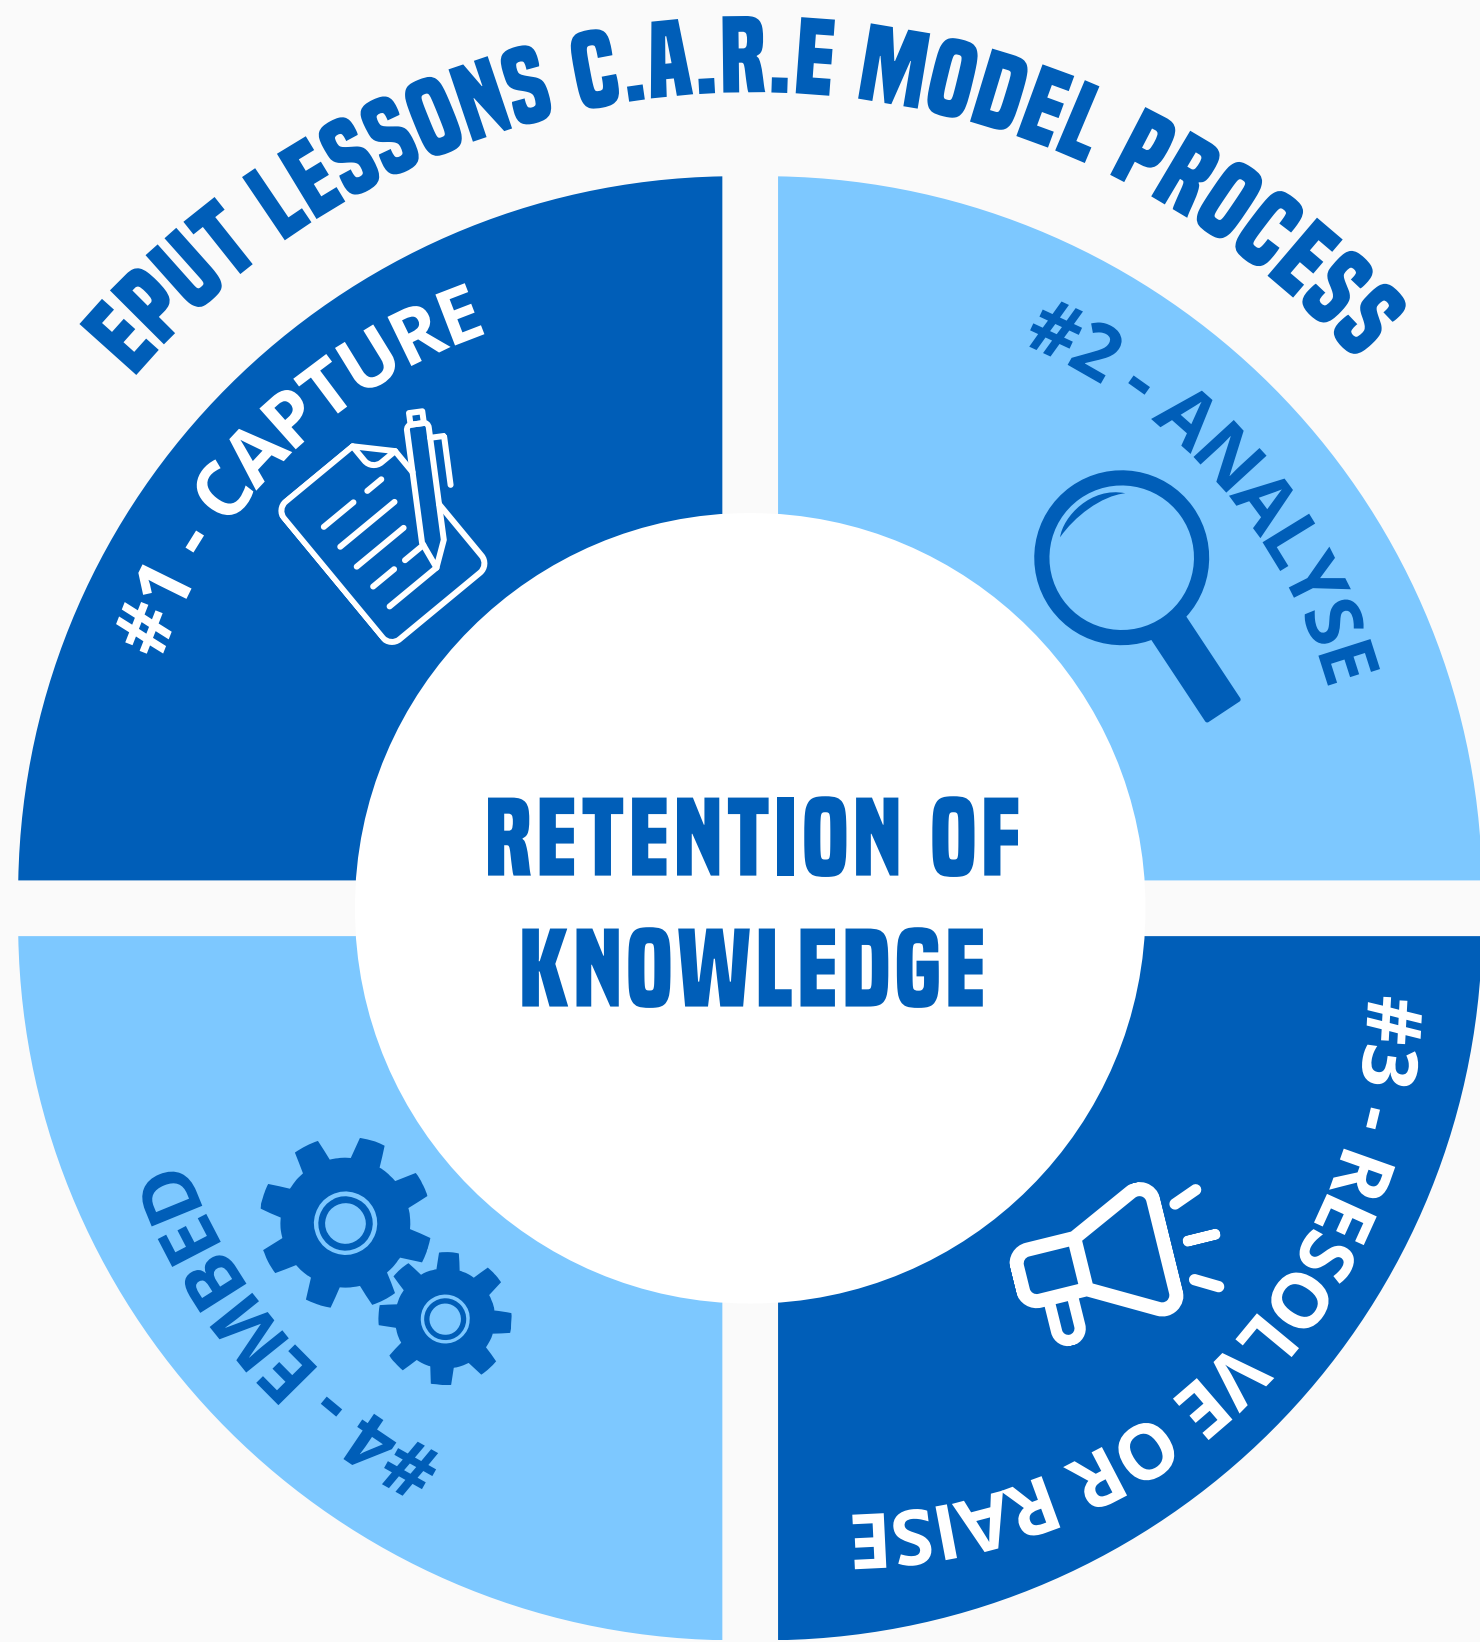 EPUT LESSONS C.A.R.E MODEL PROCESS
#1 - CAPTURE
#2 - ANALYSE
RETENTION OF
KNOWLEDGE
#3 - RESOLVE OR RAISE
#4 - EMBED